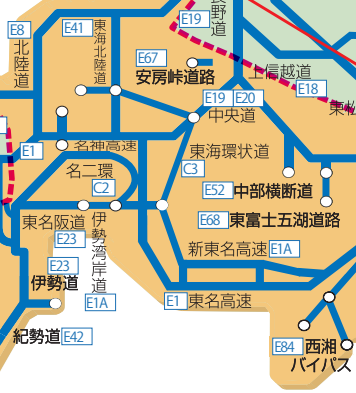 E19
長野道
E8
北陸道
E41
東海北陸道
E67
安房峠道路
上信越道
E18
E19 E20
中央道
東松
E1
名神高速
東海環状道
名二環
C2
C3
E52 中部横断道
E68 東富士五湖道路
東名阪道
E23
伊勢湾岸道
E1A
新東名高速 E1A
E23
伊勢道
E1 東名高速
紀勢道 E42
E84 西湘
バイパス